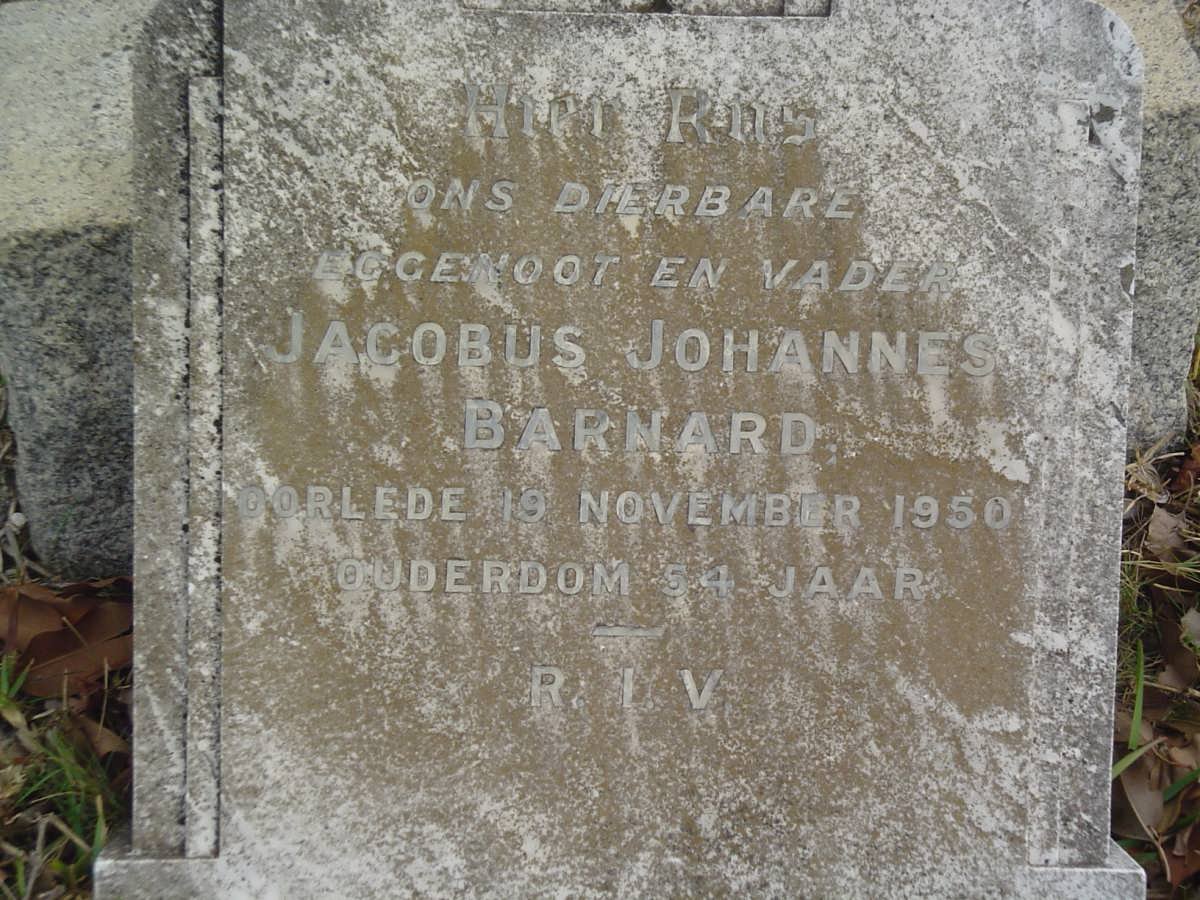 Hier Rus
ONS DIERBARE
EGGENOOT EN VADER
JACOBUS JOHANNES
BARNARD,
OORLEDE 19 NOVEMBER 1950
OUDERDOM 54 JAAR
R. I. V.